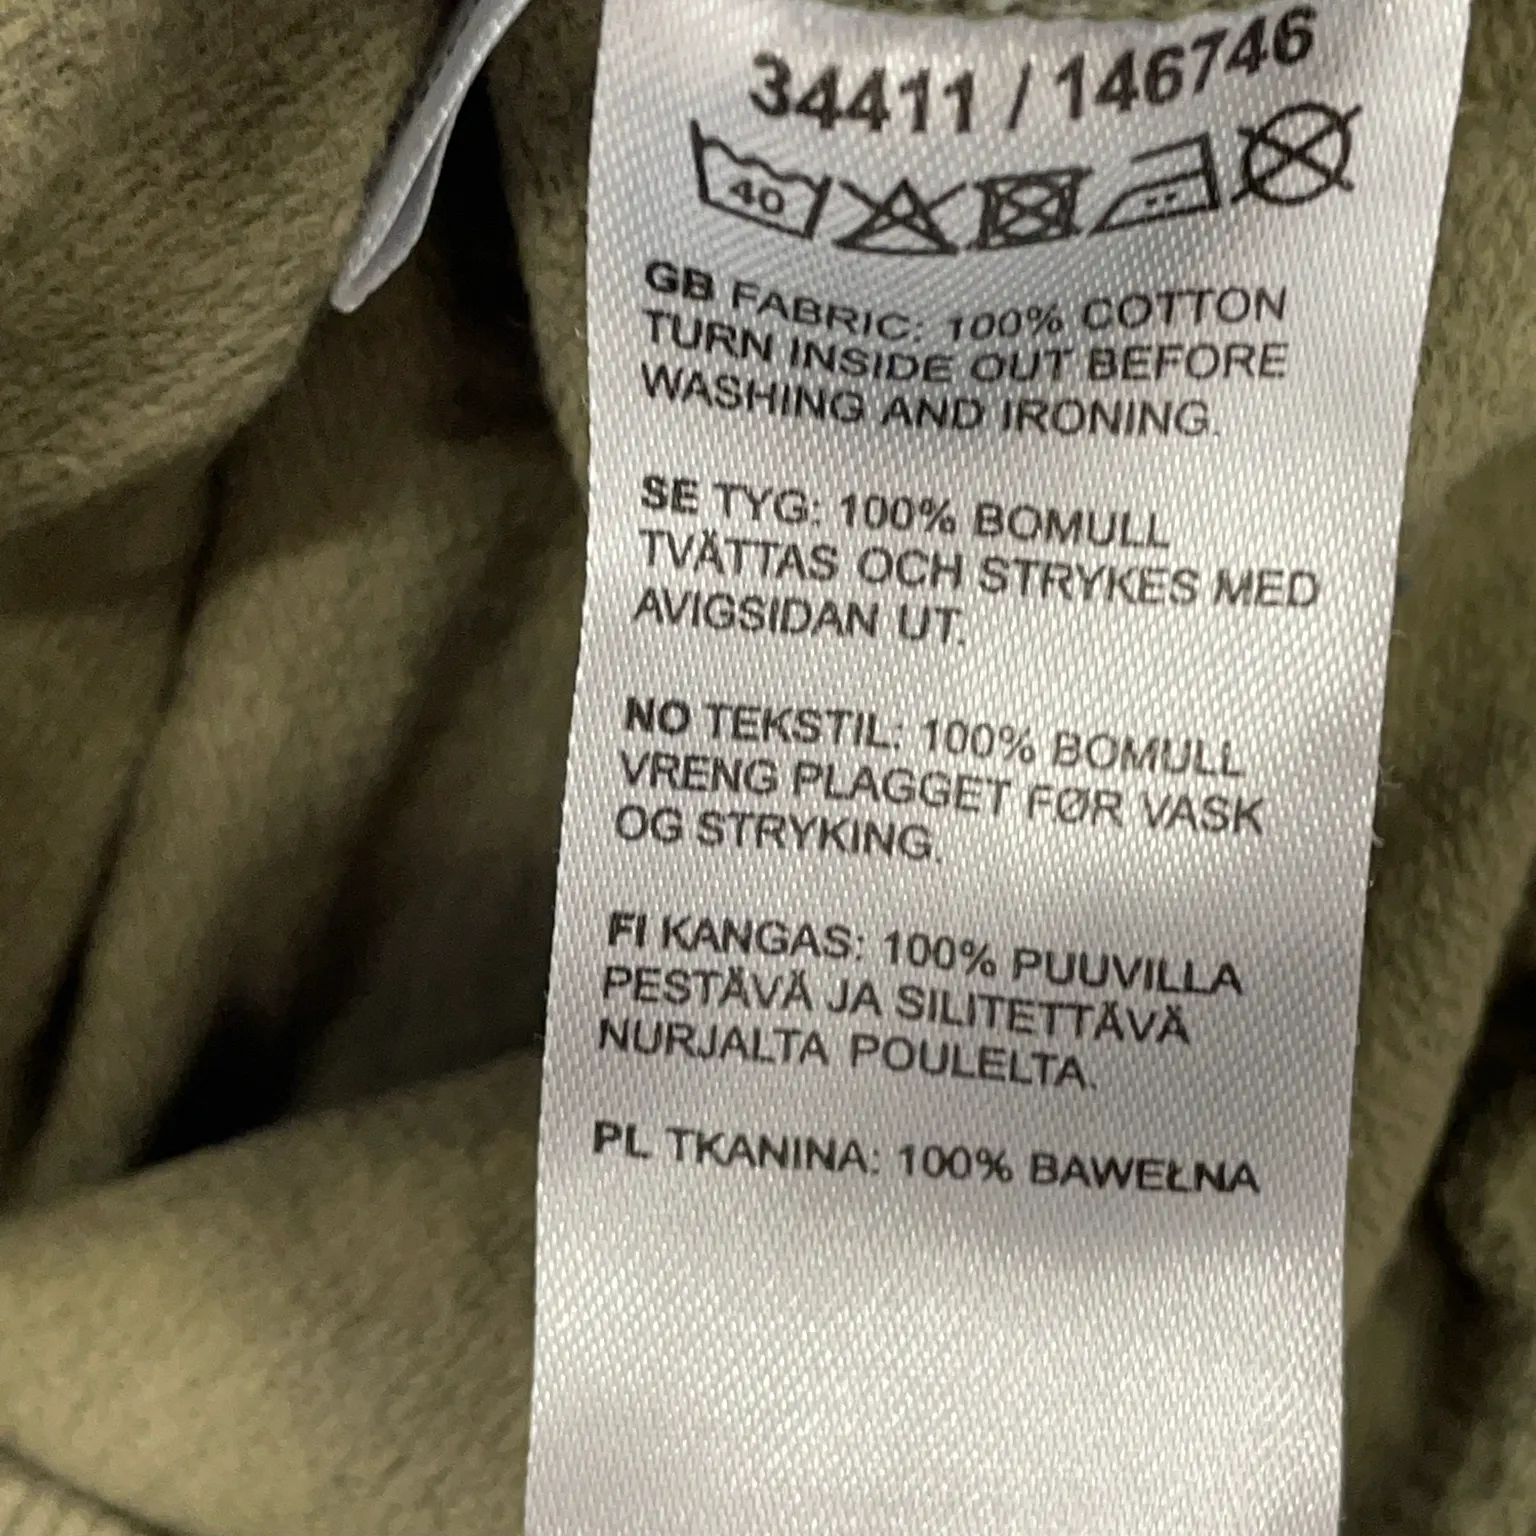 34411 / 146746
40
GB FABRIC: 100% COTTON
TURN INSIDE OUT BEFORE
WASHING AND IRONING.
SE TYG: 100% BOMULL
TVÄTTAS OCH STRYKES MED
AVIGSIDAN UT.
NO TEKSTIL: 100% BOMULL
VRENG PLAGGET FØR VASK
OG STRYKING.
FI KANGAS: 100% PUUVILLA
PESTÄVÄ JA SILITETTÄVÄ
NURJALTA POULELTA.
PL TKANINA: 100% BAWEŁNA